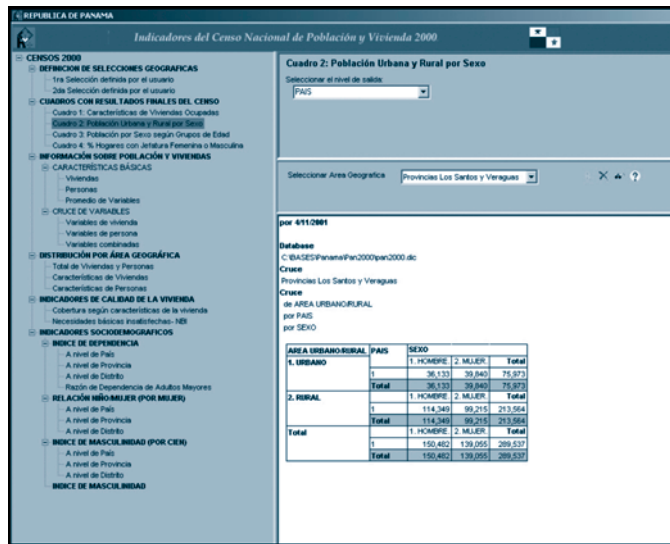 REPUBLICA DE PANAMA
Indicadores del Censo Nacional de Población y Vivienda 2000
CENSOS 2000
DEFINICION DE SELECCIONES GEOGRAFICAS
1ra Selección definida por el usuario
2da Selección definida por el usuario
CUADROS CON RESULTADOS FINALES DEL CENSO
Cuadro 1: Características de Viviendas Ocupadas
Cuadro 2: Población Urbana y Rural por Sexo
Cuadro 3: Población por Sexo según Grupos de Edad
Cuadro 4: % Hogares con Jefatura Femenina o Masculina
INFORMACIÓN SOBRE POBLACIÓN Y VIVIENDAS
CARACTERÍSTICAS BÁSICAS
Viviendas
Personas
Promedio de Variables
CRUCE DE VARIABLES
Variables de vivienda
Variables de persona
Variables combinadas
DISTRIBUCIÓN POR ÁREA GEOGRÁFICA
Total de Viviendas y Personas
Características de Viviendas
Características de Personas
INDICADORES DE CALIDAD DE LA VIVIENDA
Cobertura según características de la vivienda
Necesidades básicas insatisfechas- NBI
INDICADORES SOCIODEMOGRAFICOS
INDICE DE DEPENDENCIA
A nivel de País
A nivel de Provincia
A nivel de Distrito
Razón de Dependencia de Adultos Mayores
RELACIÓN NIÑO/MUJER (POR MUJER)
A nivel de País
A nivel de Provincia
A nivel de Distrito
INDICE DE MASCULINIDAD (POR CIEN)
A nivel de País
A nivel de Provincia
A nivel de Distrito
INDICE DE MASCULINIDAD
Cuadro 2: Población Urbana y Rural por Sexo
Seleccionar el nivel de salida:
PAIS
Seleccionar Area Geografica Provincias Los Santos y Veraguas
por 4/11/2001
Database
C:\BASES\Panama\Pan2000\pan2000.dic
Cruce
Provincias Los Santos y Veraguas
Cruce
de AREA URBANO/RURAL
por PAIS
por SEXO
AREA URBANO/RURAL PAIS SEXO
1. URBANO 1. HOMBRE 2. MUJER Total
1 36,133 39,840 75,973
Total 36,133 39,840 75,973
2. RURAL 1. HOMBRE 2. MUJER Total
1 114,349 99,215 213,564
Total 114,349 99,215 213,564
Total 1. HOMBRE 2. MUJER Total
1 150,482 139,055 289,537
Total 150,482 139,055 289,537